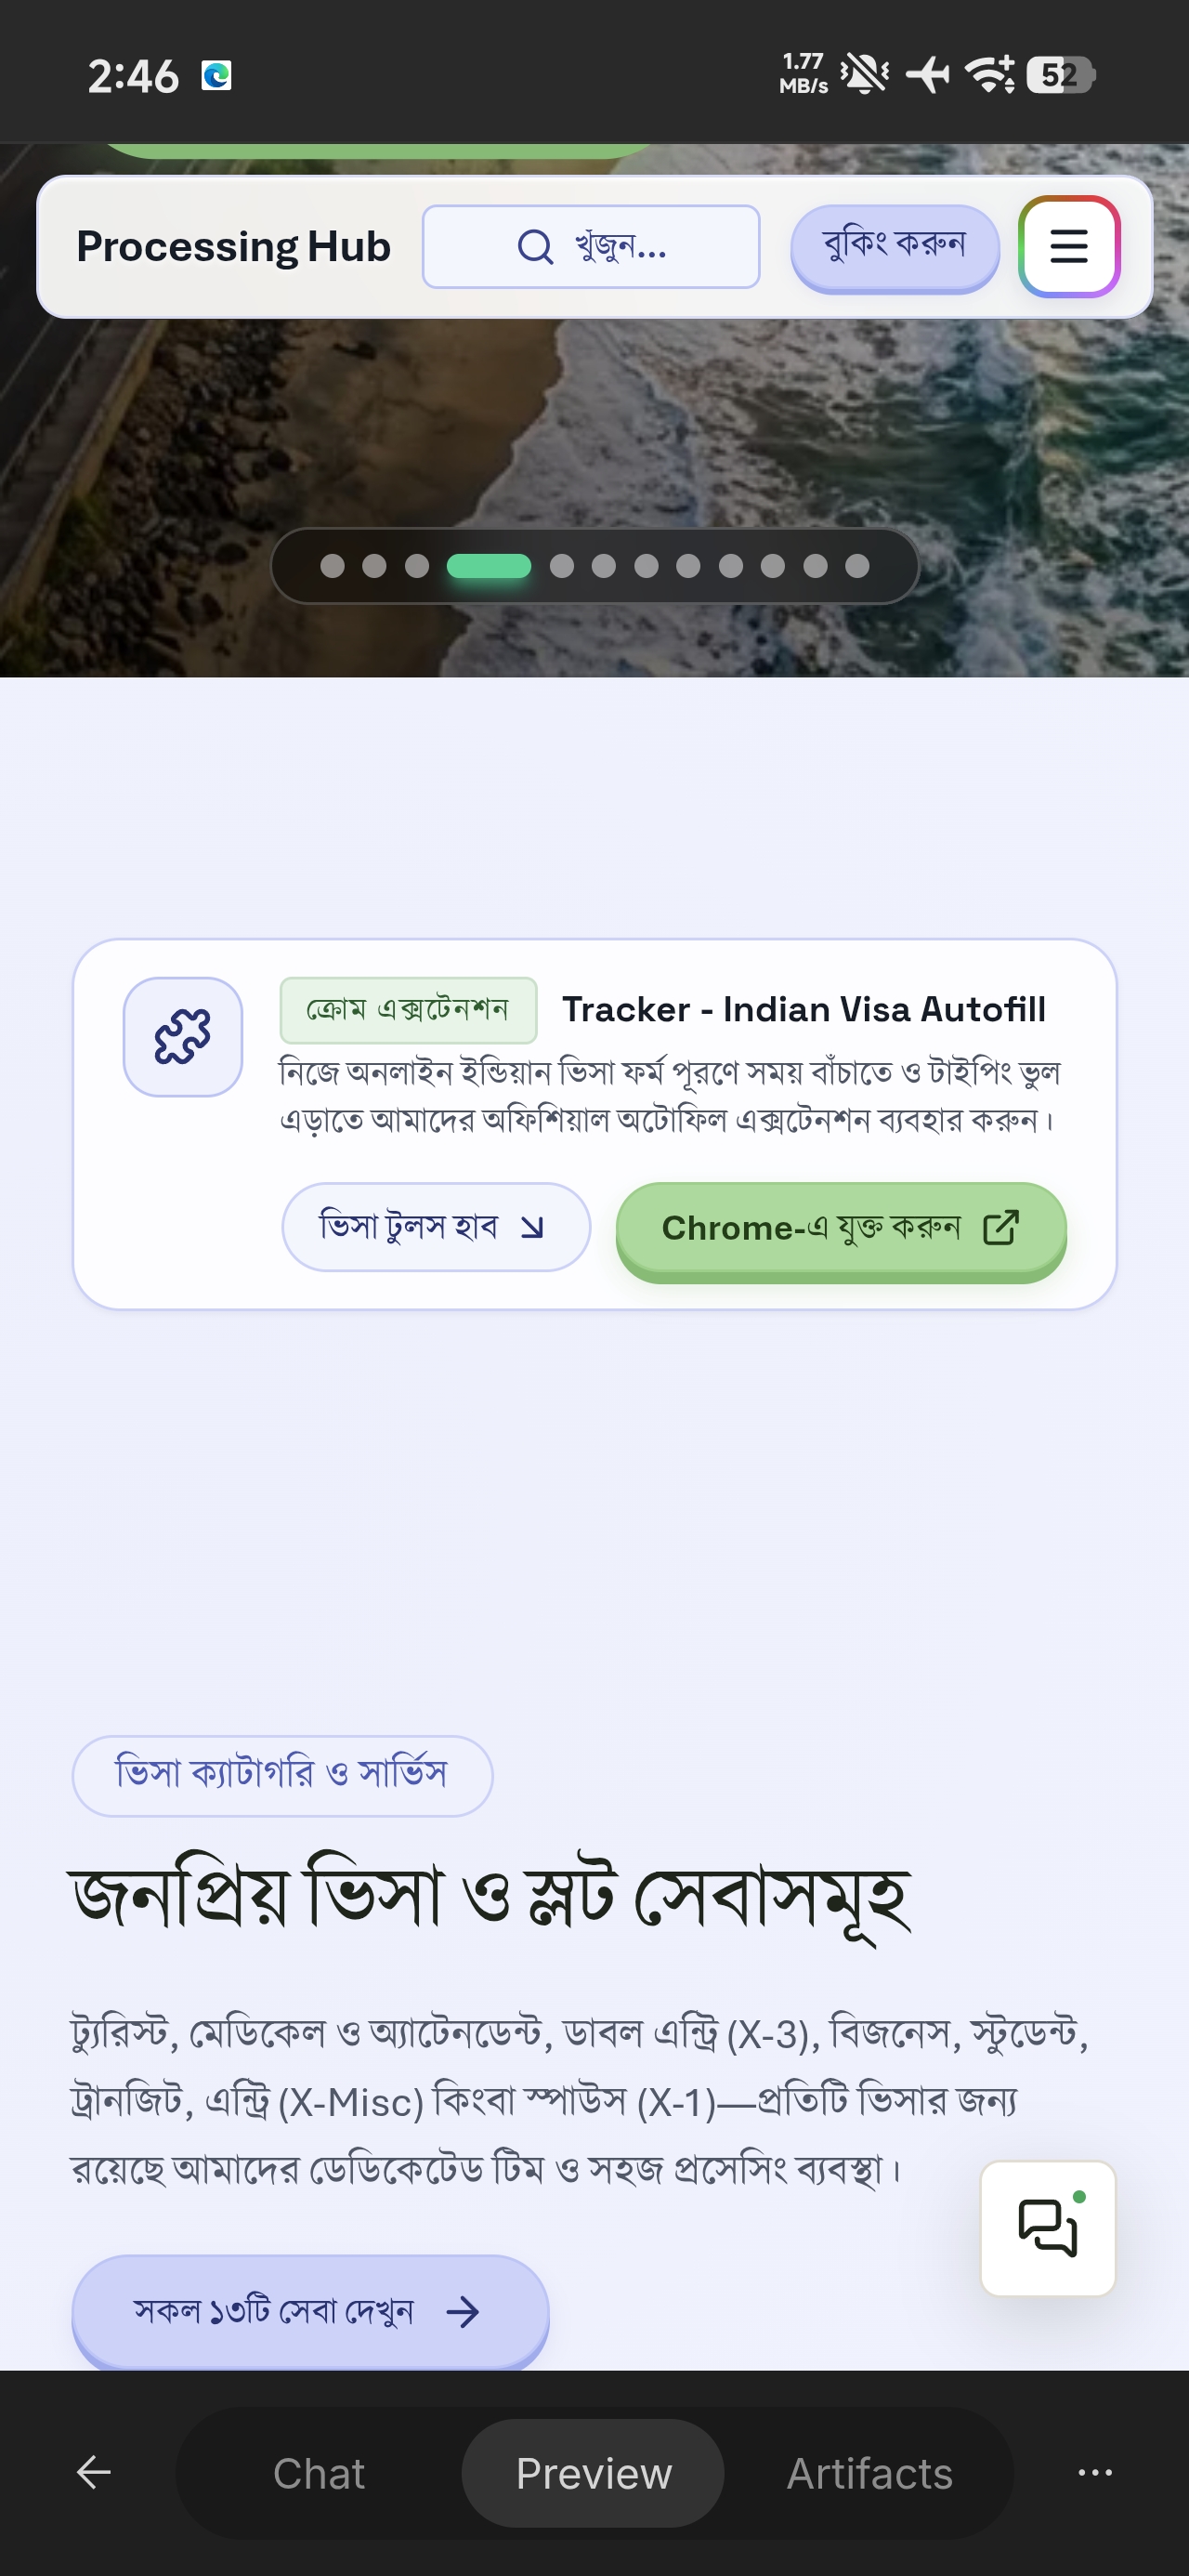 2:46
1.77
MB/s
52
Processing Hub
খুঁজুন...
বুকিং করুন
ক্রোম এক্সটেনশন
Tracker - Indian Visa Autofill
নিজে অনলাইন ইন্ডিয়ান ভিসা ফর্ম পূরণে সময় বাঁচাতে ও টাইপিং ভুল
এড়াতে আমাদের অফিশিয়াল অটোফিল এক্সটেনশন ব্যবহার করুন।
ভিসা টুলস হাব
Chrome-এ যুক্ত করুন
ভিসা ক্যাটাগরি ও সার্ভিস
জনপ্রিয় ভিসা ও স্লট সেবাসমূহ
ট্যুরিস্ট, মেডিকেল ও অ্যাটেনডেন্ট, ডাবল এন্ট্রি (X-3), বিজনেস, স্টুডেন্ট,
ট্রানজিট, এন্ট্রি (X-Misc) কিংবা স্পাউস (X-1)—প্রতিটি ভিসার জন্য
রয়েছে আমাদের ডেডিকেটেড টিম ও সহজ প্রসেসিং ব্যবস্থা।
সকল ১৩টি সেবা দেখুন
Chat
Preview
Artifacts